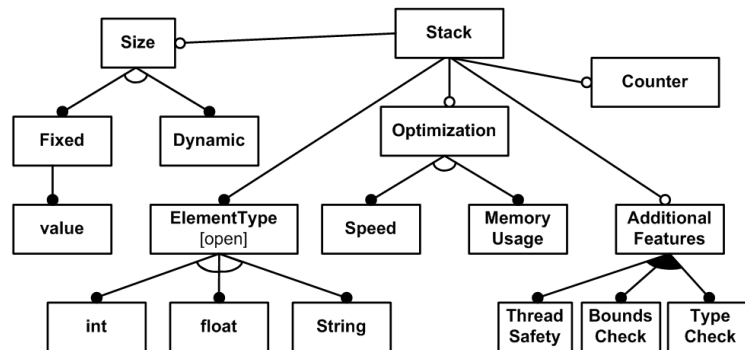 Stack
Size
Counter
Fixed
Dynamic
Optimization
value
ElementType
[open]
Speed
Memory
Usage
Additional
Features
int
float
String
Thread
Safety
Bounds
Check
Type
Check